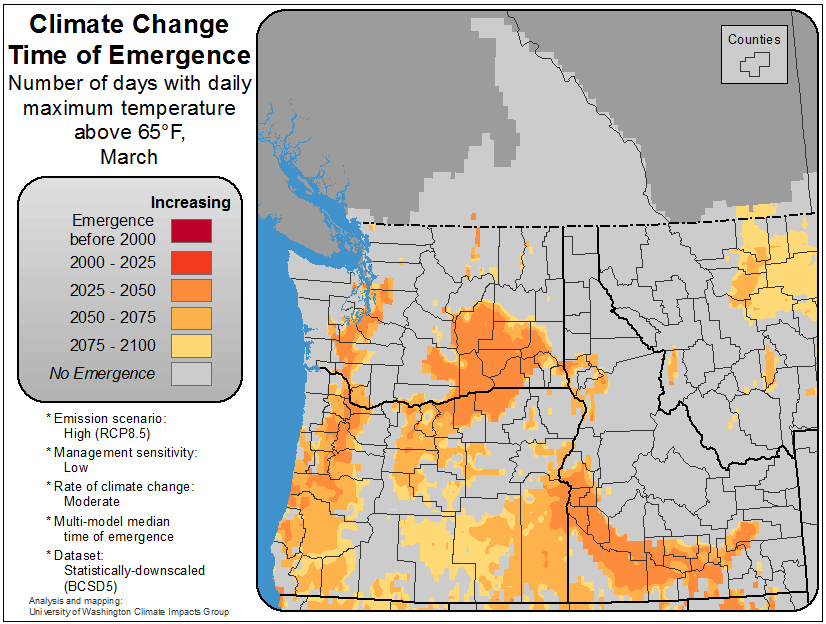 Climate Change
Time of Emergence
Number of days with daily
maximum temperature
above 65°F,
March
Increasing
Emergence
before 2000
2000 - 2025
2025 - 2050
2050 - 2075
2075 - 2100
No Emergence
* Emission scenario:
High (RCP8.5)
* Management sensitivity:
Low
* Rate of climate change:
Moderate
* Multi-model median
time of emergence
* Dataset:
Statistically-downscaled
(BCSD5)
Analysis and mapping:
University of Washington Climate Impacts Group
Counties